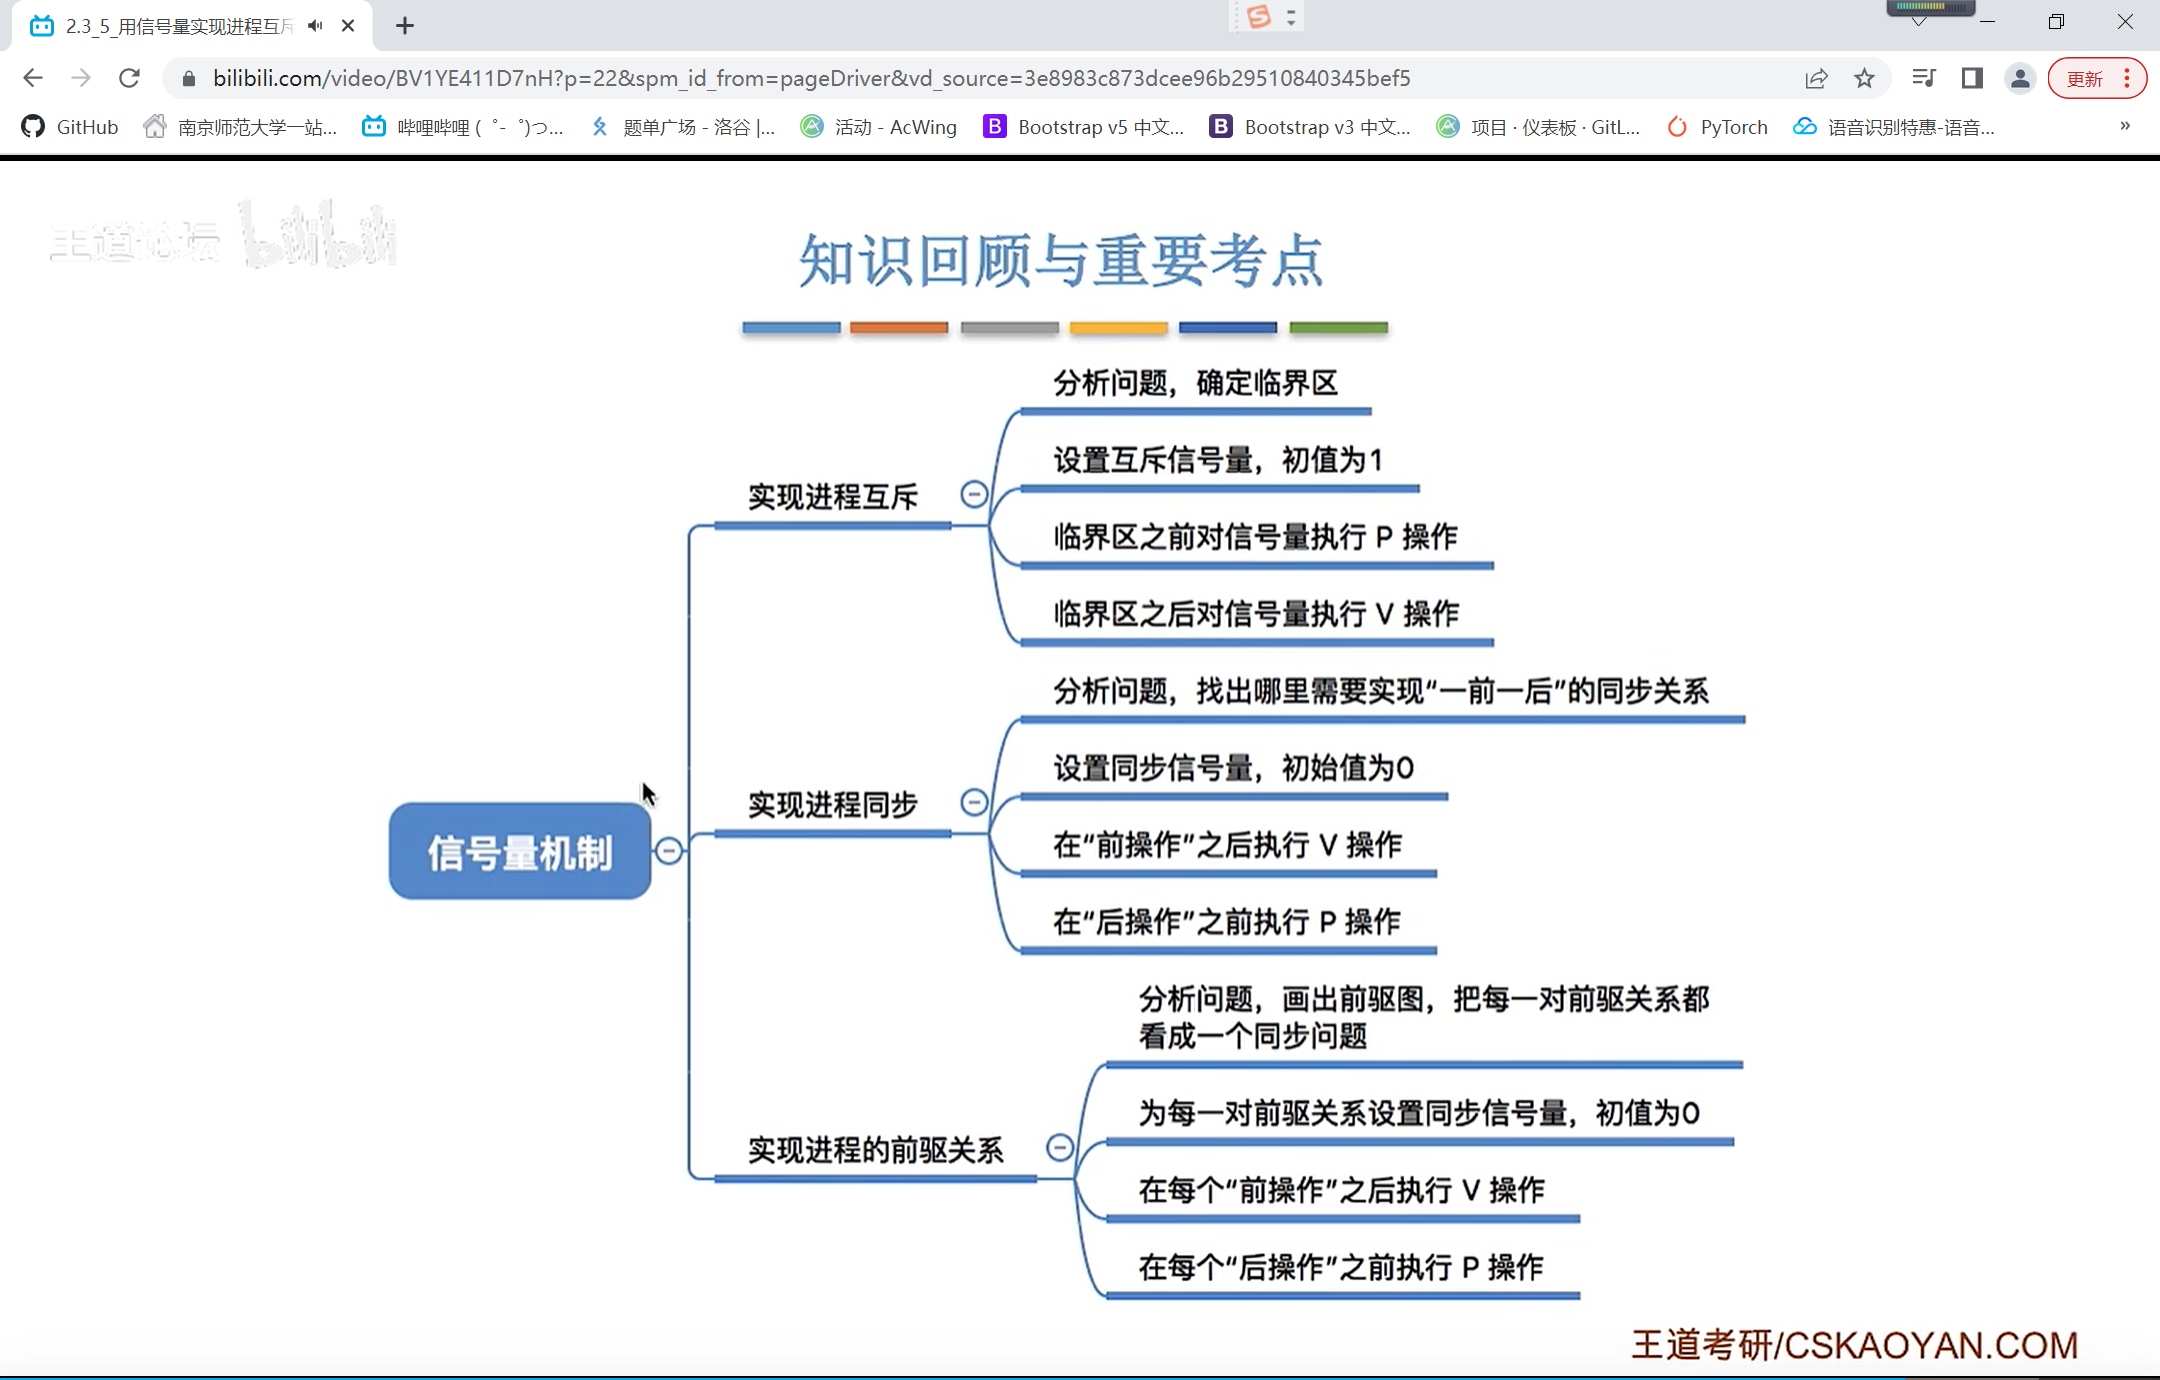 2.3_5_用信号量实现进程互斥
bilibili.com/video/BV1YE411D7nH?p=22&spm_id_from=pageDriver&vd_source=3e8983c873dcee96b29510840345bef5
更新
GitHub
南京师范大学一站...
哔哩哔哩 (゜-゜)つ...
题单广场 - 洛谷 |...
活动 - AcWing
Bootstrap v5 中文...
Bootstrap v3 中文...
项目 · 仪表板 · GitL...
PyTorch
语音识别特惠-语音...
王道论坛 bilibili
知识回顾与重要考点
分析问题，确定临界区
设置互斥信号量，初值为1
实现进程互斥
临界区之前对信号量执行 P 操作
临界区之后对信号量执行 V 操作
分析问题，找出哪里需要实现“一前一后”的同步关系
设置同步信号量，初始值为0
实现进程同步
在“前操作”之后执行 V 操作
信号量机制
在“后操作”之前执行 P 操作
分析问题，画出前驱图，把每一对前驱关系都
看成一个同步问题
为每一对前驱关系设置同步信号量，初值为0
实现进程的前驱关系
在每个“前操作”之后执行 V 操作
在每个“后操作”之前执行 P 操作
王道考研/CSKAOYAN.COM